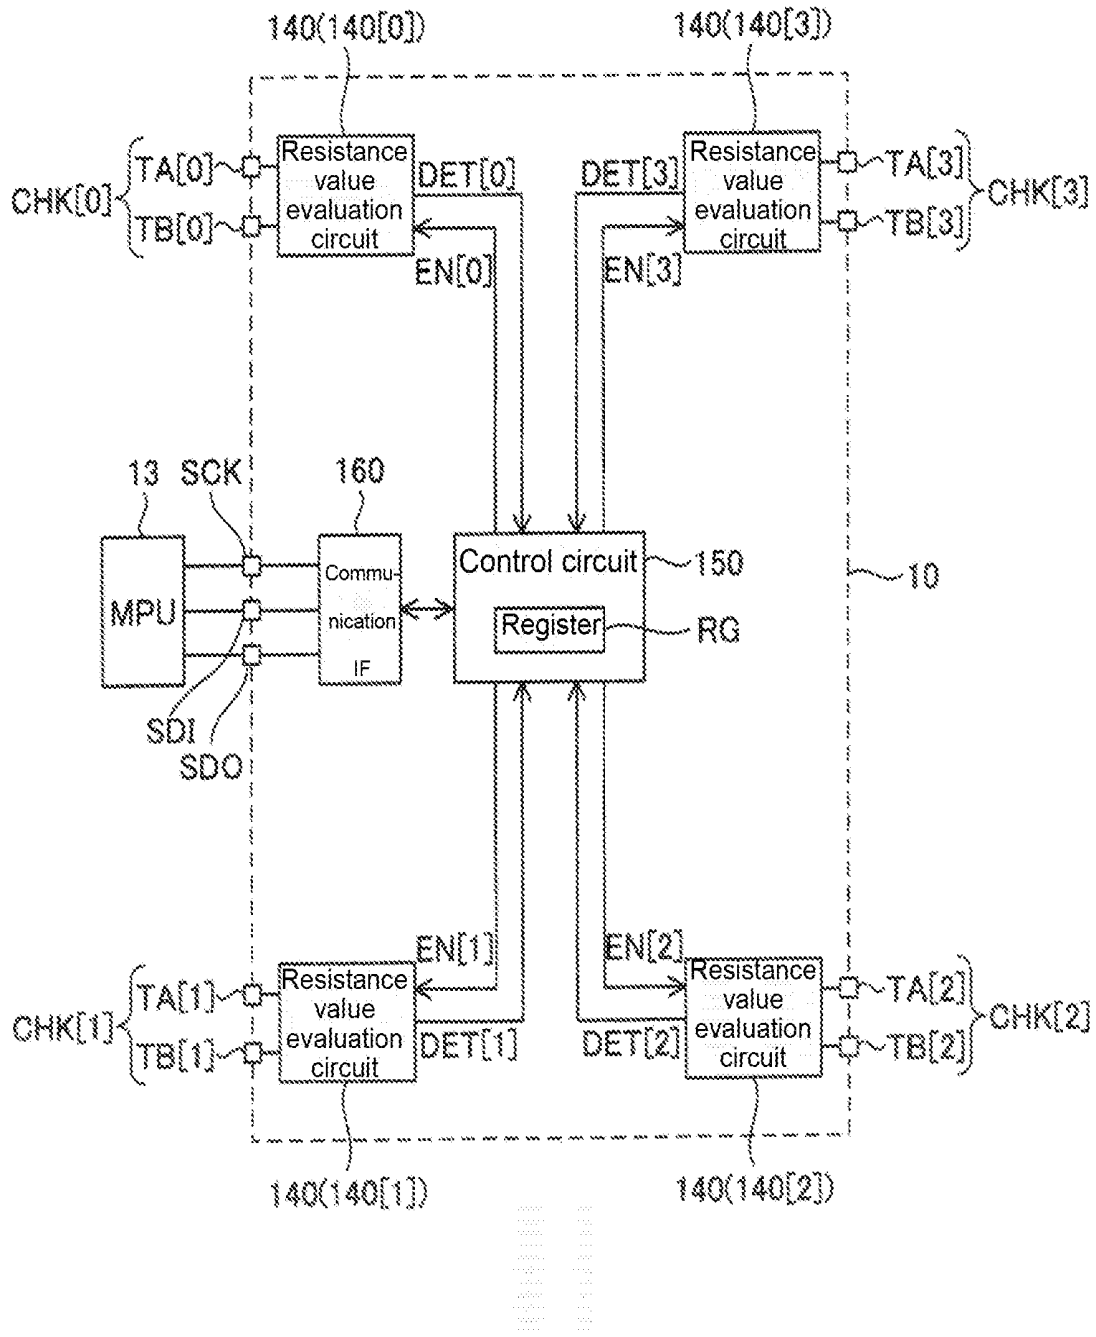 140(140[0])
140(140[3])
CHK[0]
TA[0]
TB[0]
Resistance
value
evaluation
circuit
DET[0]
EN[0]
DET[3]
EN[3]
Resistance
value
evaluation
circuit
TA[3]
TB[3]
CHK[3]
13
SCK
160
MPU
Commu-
nication
IF
Control circuit
Register
150
RG
10
SDI
SDO
CHK[1]
TA[1]
TB[1]
Resistance
value
evaluation
circuit
EN[1]
DET[1]
EN[2]
DET[2]
Resistance
value
evaluation
circuit
TA[2]
TB[2]
CHK[2]
140(140[1])
140(140[2])